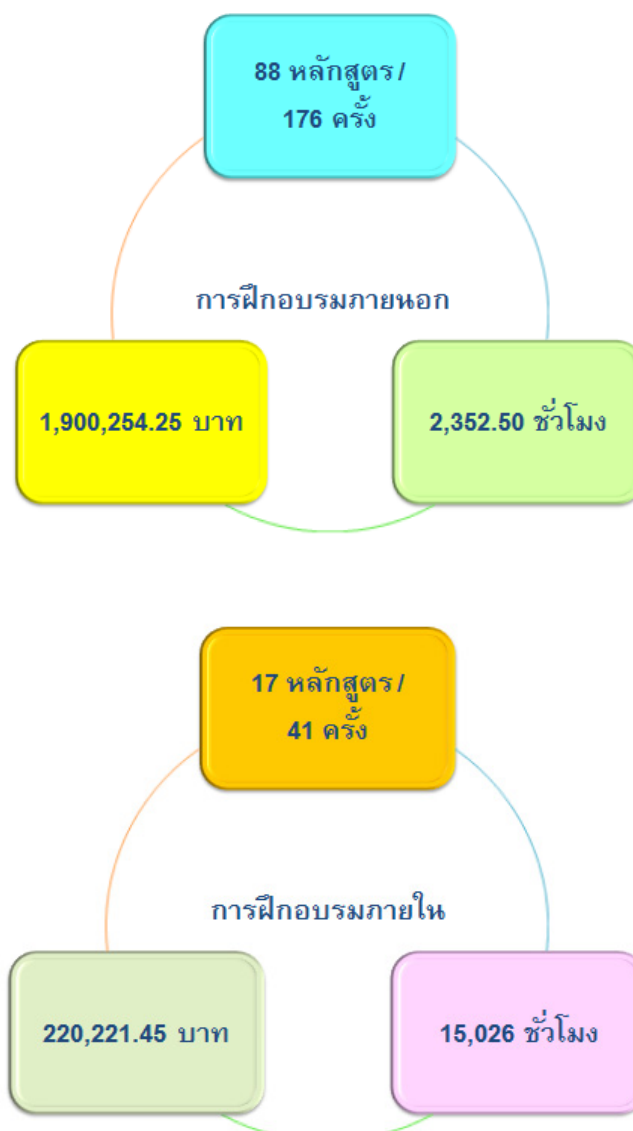 88 หลักสูตร/
176 ครั้ง
การฝึกอบรมภายนอก
1,900,254.25 บาท
2,352.50 ชั่วโมง
17 หลักสูตร/
41 ครั้ง
การฝึกอบรมภายใน
220,221.45 บาท
15,026 ชั่วโมง